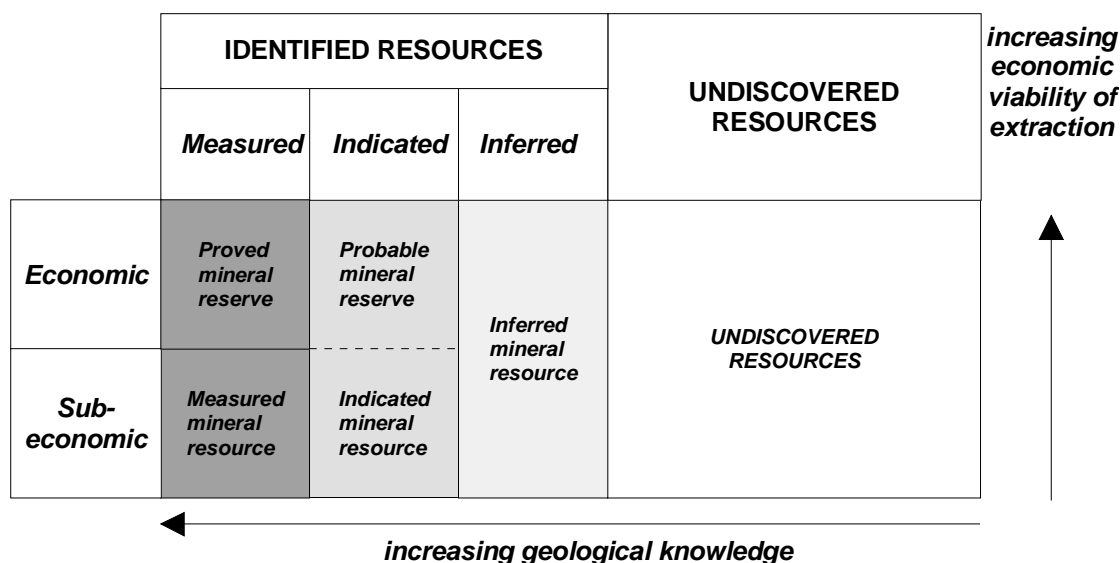 IDENTIFIED RESOURCES
UNDISCOVERED
RESOURCES
increasing
economic
viability of
extraction
Measured
Indicated
Inferred
Economic
Proved
mineral
reserve
Probable
mineral
reserve
Inferred
mineral
resource
UNDISCOVERED
RESOURCES
Sub-
economic
Measured
mineral
resource
Indicated
mineral
resource
increasing geological knowledge